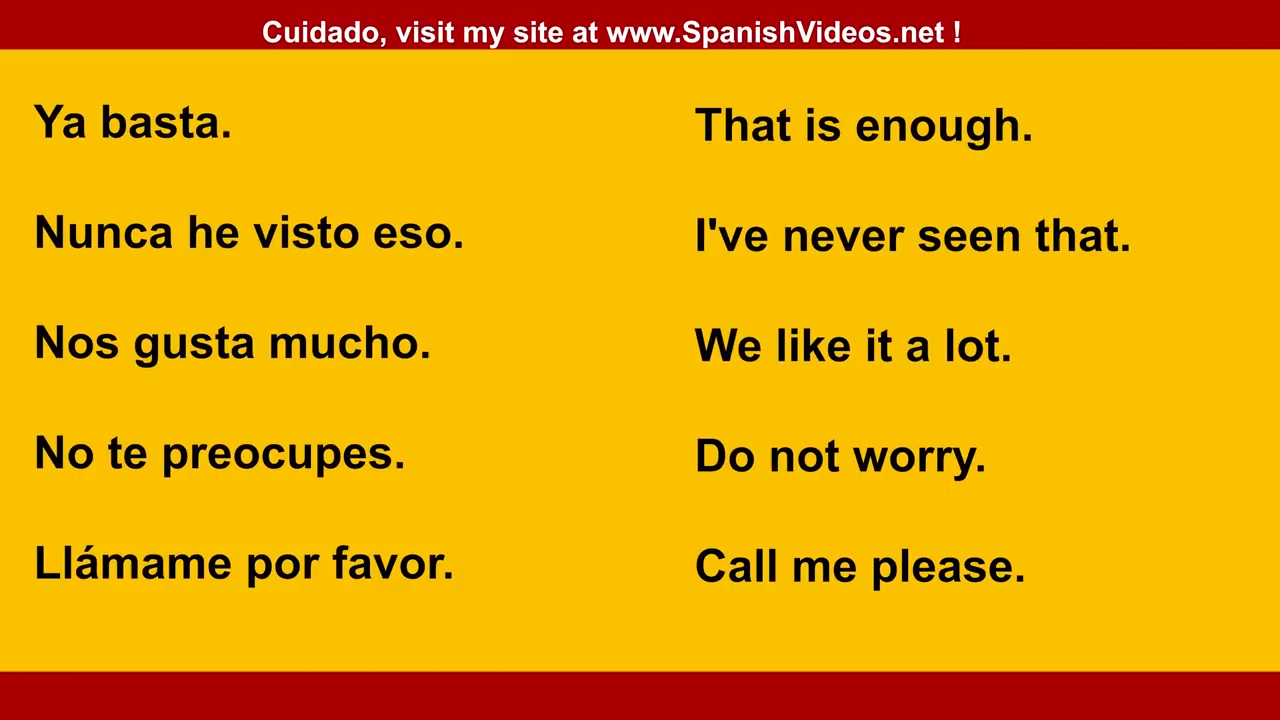 Cuidado, visit my site at www.SpanishVideos.net !
Ya basta.
That is enough.
Nunca he visto eso.
I've never seen that.
Nos gusta mucho.
We like it a lot.
No te preocupes.
Do not worry.
Llámame por favor.
Call me please.